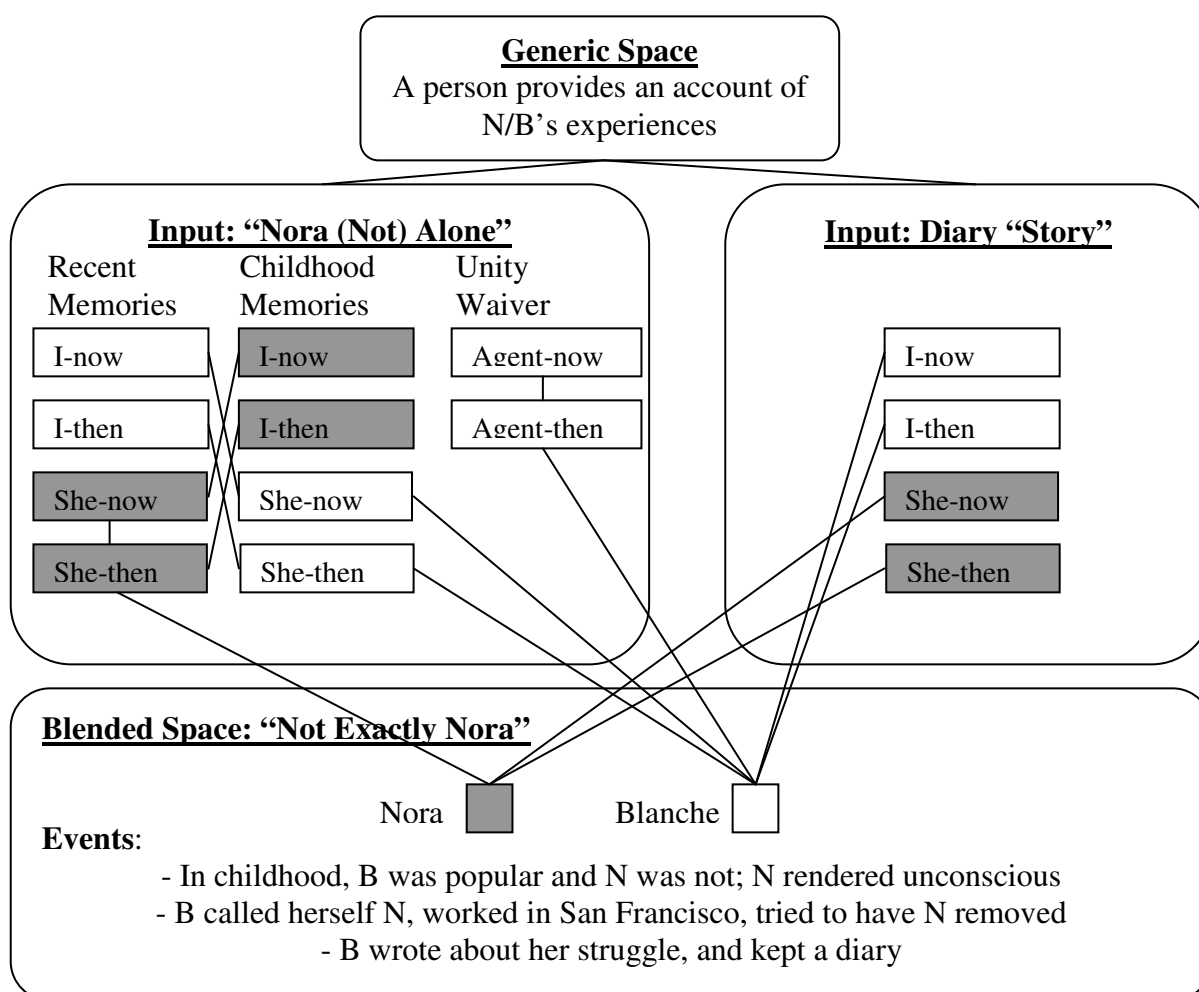 Generic Space
A person provides an account of
N/B’s experiences
Input: “Nora (Not) Alone”
Recent
Memories
I-now
I-then
She-now
She-then
Childhood
Memories
I-now
I-then
She-now
She-then
Unity
Waiver
Agent-now
Agent-then
Input: Diary “Story”
I-now
I-then
She-now
She-then
Blended Space: “Not Exactly Nora”
Nora
Blanche
Events:
- In childhood, B was popular and N was not; N rendered unconscious
- B called herself N, worked in San Francisco, tried to have N removed
- B wrote about her struggle, and kept a diary